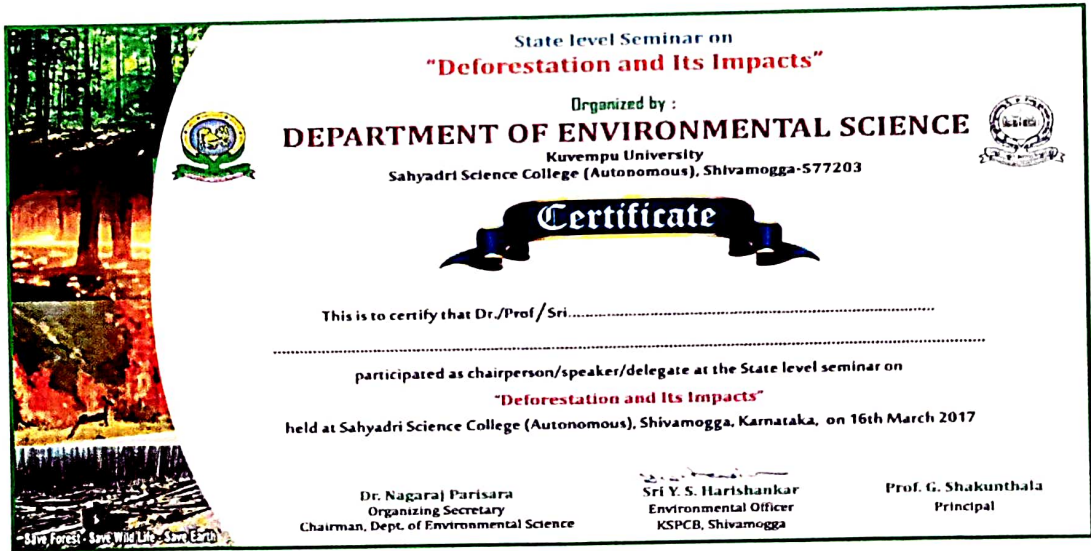 State level Seminar on
"Deforestation and Its Impacts"
Organized by :
DEPARTMENT OF ENVIRONMENTAL SCIENCE
Kuvempu University
Sahyadri Science College (Autonomous), Shivamogga-577203
Certificate
This is to certify that Dr./Prof/Sri.......................................................................................
...............................................................................................................................................
participated as chairperson/speaker/delegate at the State level seminar on
"Deforestation and Its Impacts"
held at Sahyadri Science College (Autonomous), Shivamogga, Karnataka, on 16th March 2017
Dr. Nagaraj Parisara
Organizing Secretary
Chairman, Dept. of Environmental Science
Sri Y. S. Harishankar
Environmental Officer
KSPCB, Shivamogga
Prof. G. Shakunthala
Principal
Save Forest - Save Wild Life - Save Earth